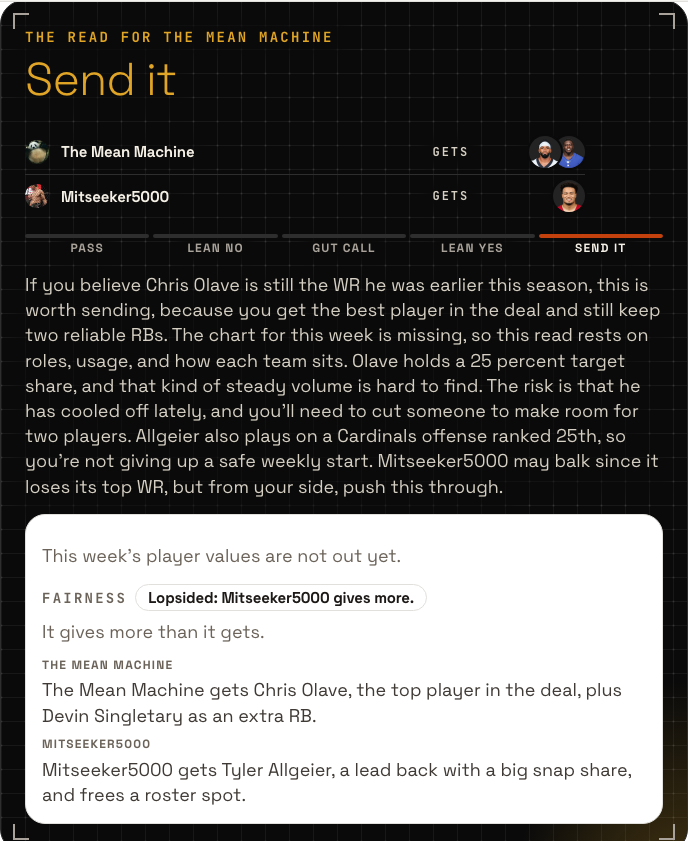 THE READ FOR THE MEAN MACHINE
Send it
The Mean Machine GETS
Mitseeker5000 GETS
PASS LEAN NO GUT CALL LEAN YES SEND IT
If you believe Chris Olave is still the WR he was earlier this season, this is
worth sending, because you get the best player in the deal and still keep
two reliable RBs. The chart for this week is missing, so this read rests on
roles, usage, and how each team sits. Olave holds a 25 percent target
share, and that kind of steady volume is hard to find. The risk is that he
has cooled off lately, and you'll need to cut someone to make room for
two players. Allgeier also plays on a Cardinals offense ranked 25th, so
you're not giving up a safe weekly start. Mitseeker5000 may balk since it
loses its top WR, but from your side, push this through.
This week's player values are not out yet.
FAIRNESS Lopsided: Mitseeker5000 gives more.
It gives more than it gets.
THE MEAN MACHINE
The Mean Machine gets Chris Olave, the top player in the deal, plus
Devin Singletary as an extra RB.
MITSEEKER5000
Mitseeker5000 gets Tyler Allgeier, a lead back with a big snap share,
and frees a roster spot.